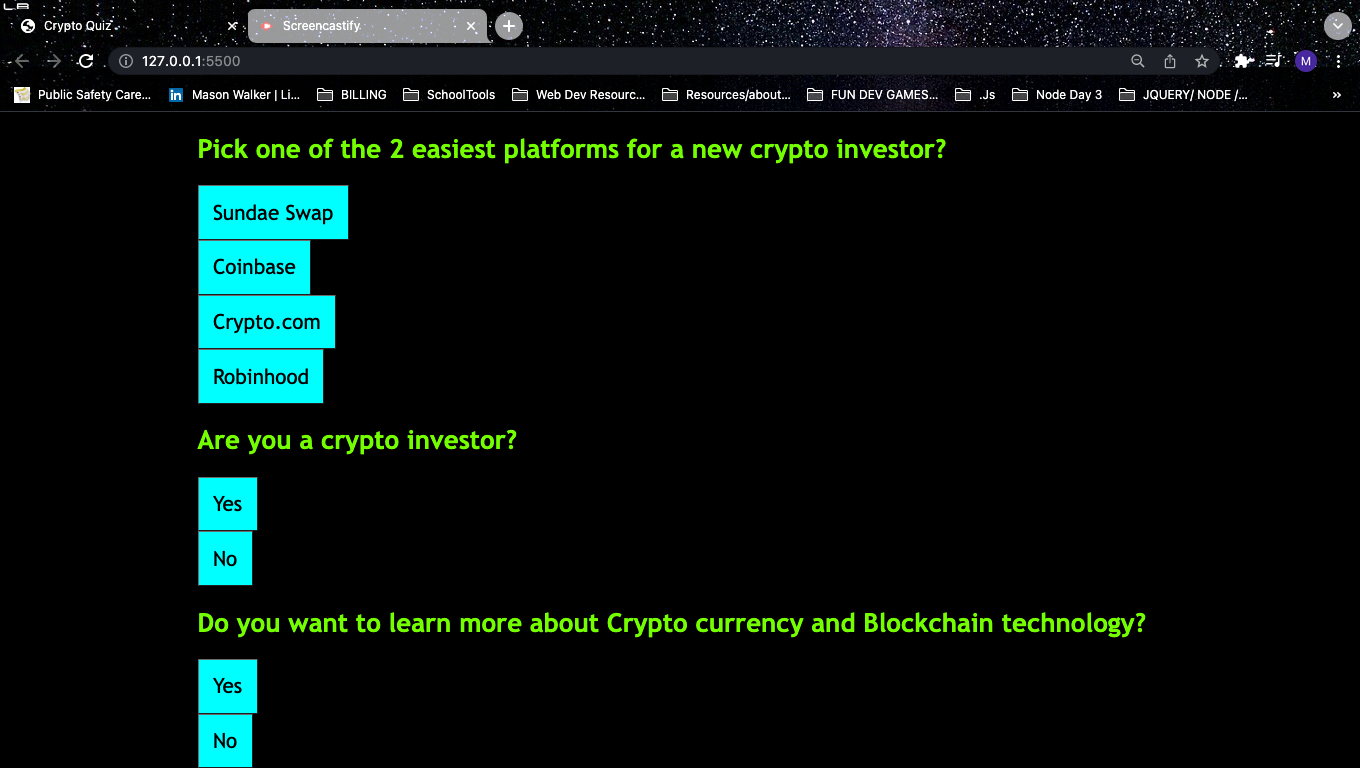 Crypto Quiz
Screencastify
127.0.0.1:5500
M
Public Safety Care...
in
Mason Walker | Li...
BILLING
SchoolTools
Web Dev Resourc...
Resources/about...
FUN DEV GAMES...
.Js
Node Day 3
JQUERY/ NODE /...
»
Pick one of the 2 easiest platforms for a new crypto investor?
Sundae Swap
Coinbase
Crypto.com
Robinhood
Are you a crypto investor?
Yes
No
Do you want to learn more about Crypto currency and Blockchain technology?
Yes
No